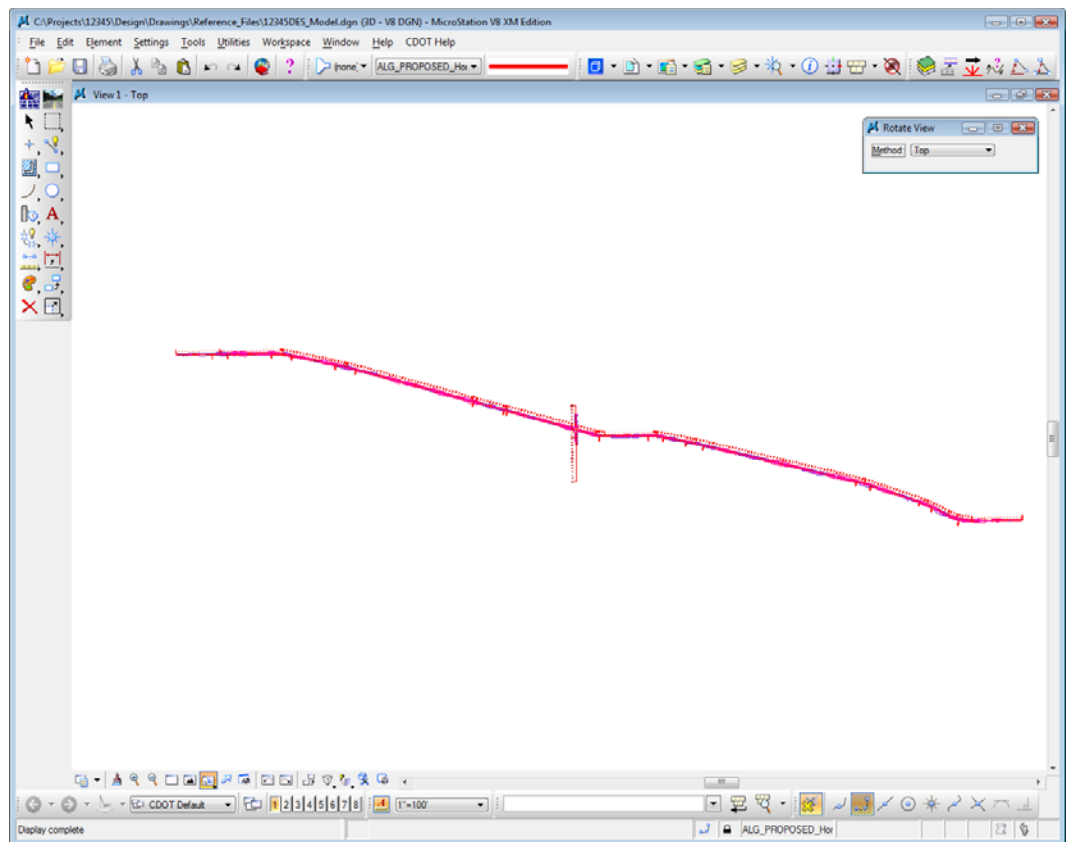 C:\Projects\12345\Design\Drawings\Reference_Files\12345DES_Model.dgn (3D - V8 DGN) - MicroStation V8 XM Edition
File Edit Element Settings Tools Utilities Workspace Window Help CDOT Help
(none) ALG_PROPOSED_Hor
View 1 - Top
Rotate View
Method: Top
CDOT Default 1 2 3 4 5 6 7 8 1"=100'
Display complete ALG_PROPOSED_Hor